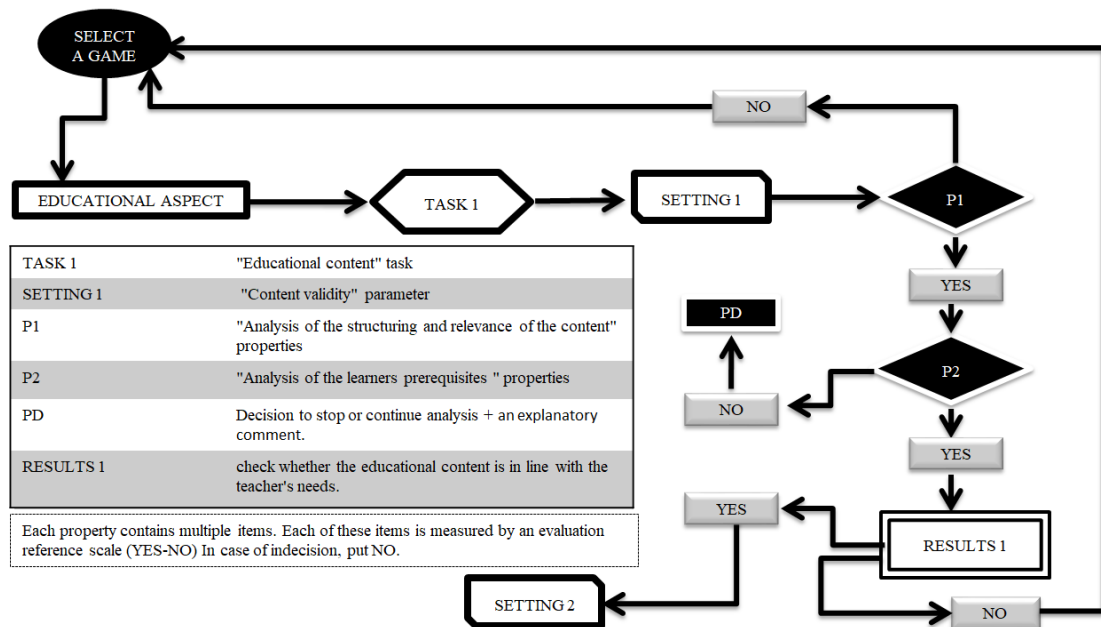 SELECT
A GAME
NO
EDUCATIONAL ASPECT
TASK 1
SETTING 1
P1
YES
TASK 1 "Educational content" task
SETTING 1 "Content validity" parameter
P1 "Analysis of the structuring and relevance of the content"
properties
P2 "Analysis of the learners prerequisites " properties
PD Decision to stop or continue analysis + an explanatory
comment.
RESULTS 1 check whether the educational content is in line with the
teacher's needs.
Each property contains multiple items. Each of these items is measured by an evaluation
reference scale (YES-NO) In case of indecision, put NO.
PD
P2
NO
YES
YES
RESULTS 1
SETTING 2
NO